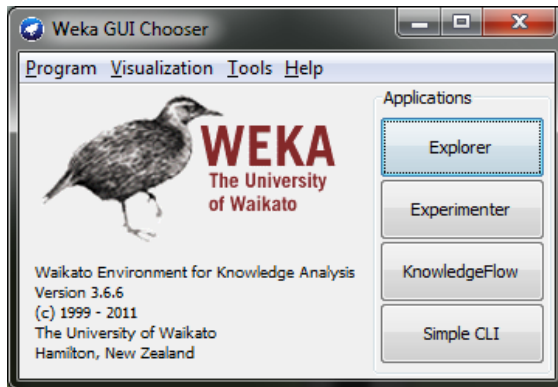 Weka GUI Chooser
Program Visualization Tools Help
Applications
WEKA
The University
of Waikato
Explorer
Experimenter
KnowledgeFlow
Simple CLI
Waikato Environment for Knowledge Analysis
Version 3.6.6
(c) 1999 - 2011
The University of Waikato
Hamilton, New Zealand